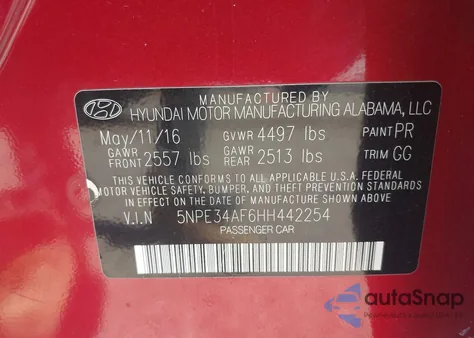 MANUFACTURED BY
HYUNDAI MOTOR MANUFACTURING ALABAMA, LLC
May/11/16 GVWR 4497 lbs PAINT PR
GAWR FRONT 2557 lbs GAWR REAR 2513 lbs TRIM GG
THIS VEHICLE CONFORMS TO ALL APPLICABLE U.S.A. FEDERAL
MOTOR VEHICLE SAFETY, BUMPER, AND THEFT PREVENTION
STANDARDS IN EFFECT ON THE DATE OF MANUFACTURE
SHOWN ABOVE.
V.I.N 5NPE34AF6HH442254
PASSENGER CAR
autoSnap